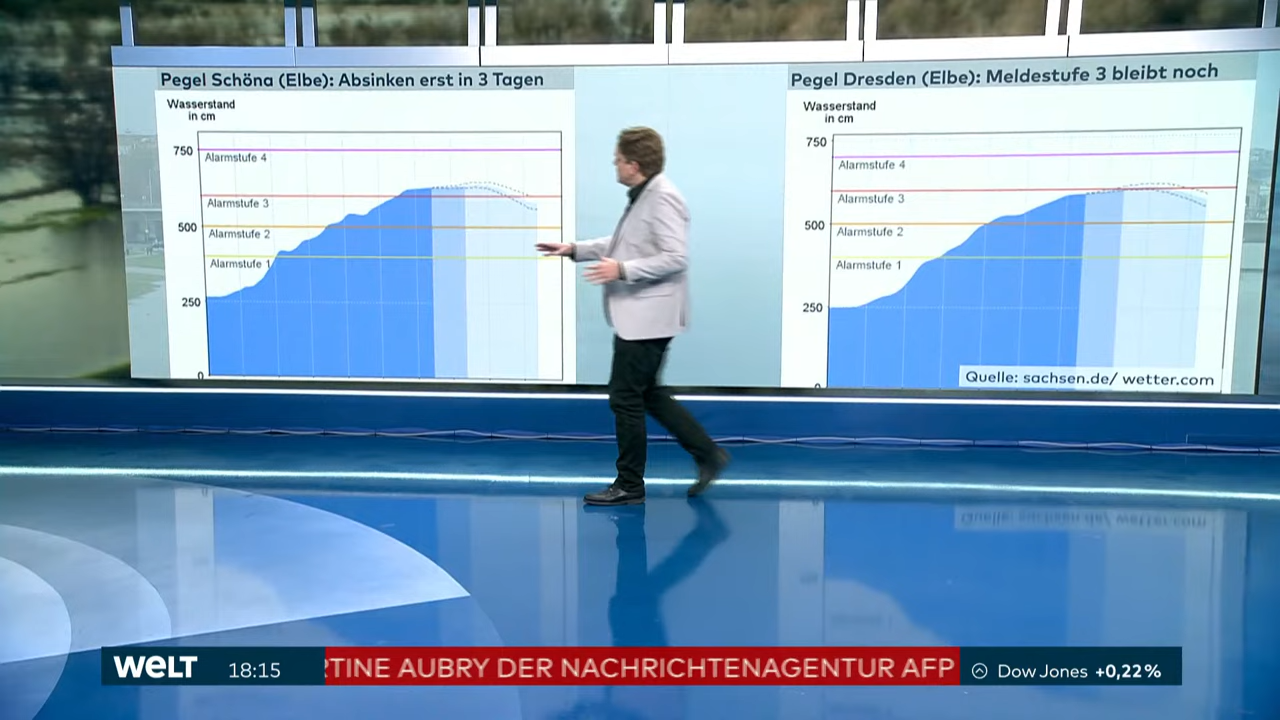 Pegel Schöna (Elbe): Absinken erst in 3 Tagen
Wasserstand
in cm
750
Alarmstufe 4
Alarmstufe 3
500
Alarmstufe 2
Alarmstufe 1
250
0
Pegel Dresden (Elbe): Meldestufe 3 bleibt noch
Wasserstand
in cm
750
Alarmstufe 4
Alarmstufe 3
500
Alarmstufe 2
Alarmstufe 1
250
0
Quelle: sachsen.de/ wetter.com
WELT 18:15 RTINE AUBRY DER NACHRICHTENAGENTUR AFP Dow Jones +0,22%